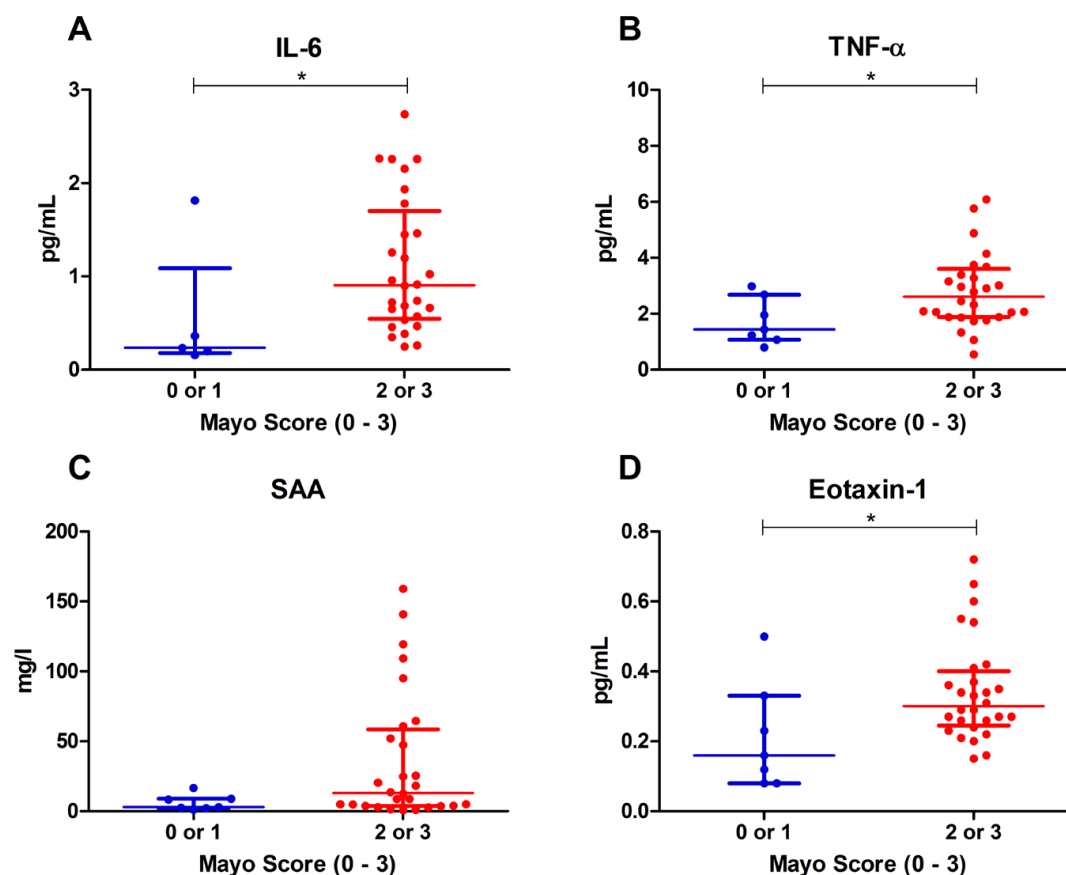 A
IL-6
*
3
2
1
0
pg/mL
0 or 1
2 or 3
Mayo Score (0 - 3)
B
TNF-α
*
10
8
6
4
2
0
pg/mL
0 or 1
2 or 3
Mayo Score (0 - 3)
C
SAA
200
150
100
50
0
mg/l
0 or 1
2 or 3
Mayo Score (0 - 3)
D
Eotaxin-1
*
0.8
0.6
0.4
0.2
0.0
pg/mL
0 or 1
2 or 3
Mayo Score (0 - 3)